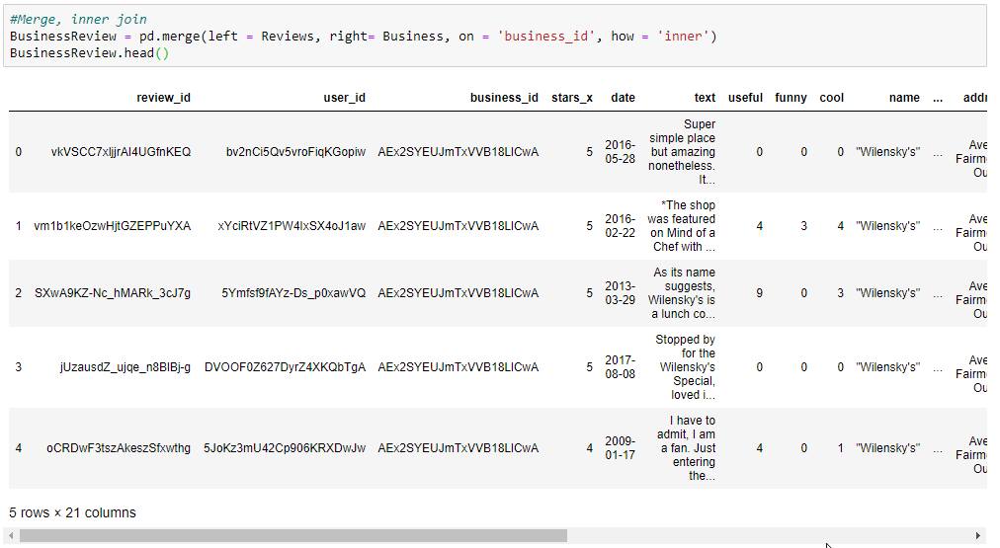 #Merge, inner join
BusinessReview = pd.merge(left = Reviews, right= Business, on = 'business_id', how = 'inner')
BusinessReview.head()
review_id user_id business_id stars_x date text useful funny cool name ... addr
0 vkVSCC7xljjrAI4UGfnKEQ bv2nCi5Qv5vroFiqKGopiw AEx2SYEUJmTxVVB18LlCwA 5 2016-05-28 Super simple place but amazing nonetheless. It... 0 0 0 "Wilensky's" ... Ave Fairm Ou
1 vm1b1keOzwHjtGZEPPuYXA xYciRtVZ1PW4lxSX4oJ1aw AEx2SYEUJmTxVVB18LlCwA 5 2016-02-22 *The shop was featured on Mind of a Chef with ... 4 3 4 "Wilensky's" ... Ave Fairm Ou
2 SXwA9KZ-Nc_hMARk_3cJ7g 5Ymfsf9fAYz-Ds_p0xawVQ AEx2SYEUJmTxVVB18LlCwA 5 2013-03-29 As its name suggests, Wilensky's is a lunch co... 9 0 3 "Wilensky's" ... Ave Fairm Ou
3 jUzausdZ_ujqe_n8BlBj-g DVOOF0Z627DyrZ4XKQbTgA AEx2SYEUJmTxVVB18LlCwA 5 2017-08-08 Stopped by for the Wilensky's Special, loved i... 0 0 0 "Wilensky's" ... Ave Fairm Ou
4 oCRDwF3tszAkeszSfxwthg 5JoKz3mU42Cp906KRXDwJw AEx2SYEUJmTxVVB18LlCwA 4 2009-01-17 I have to admit, I am a fan. Just entering the... 4 0 1 "Wilensky's" ... Ave Fairm Ou
5 rows × 21 columns